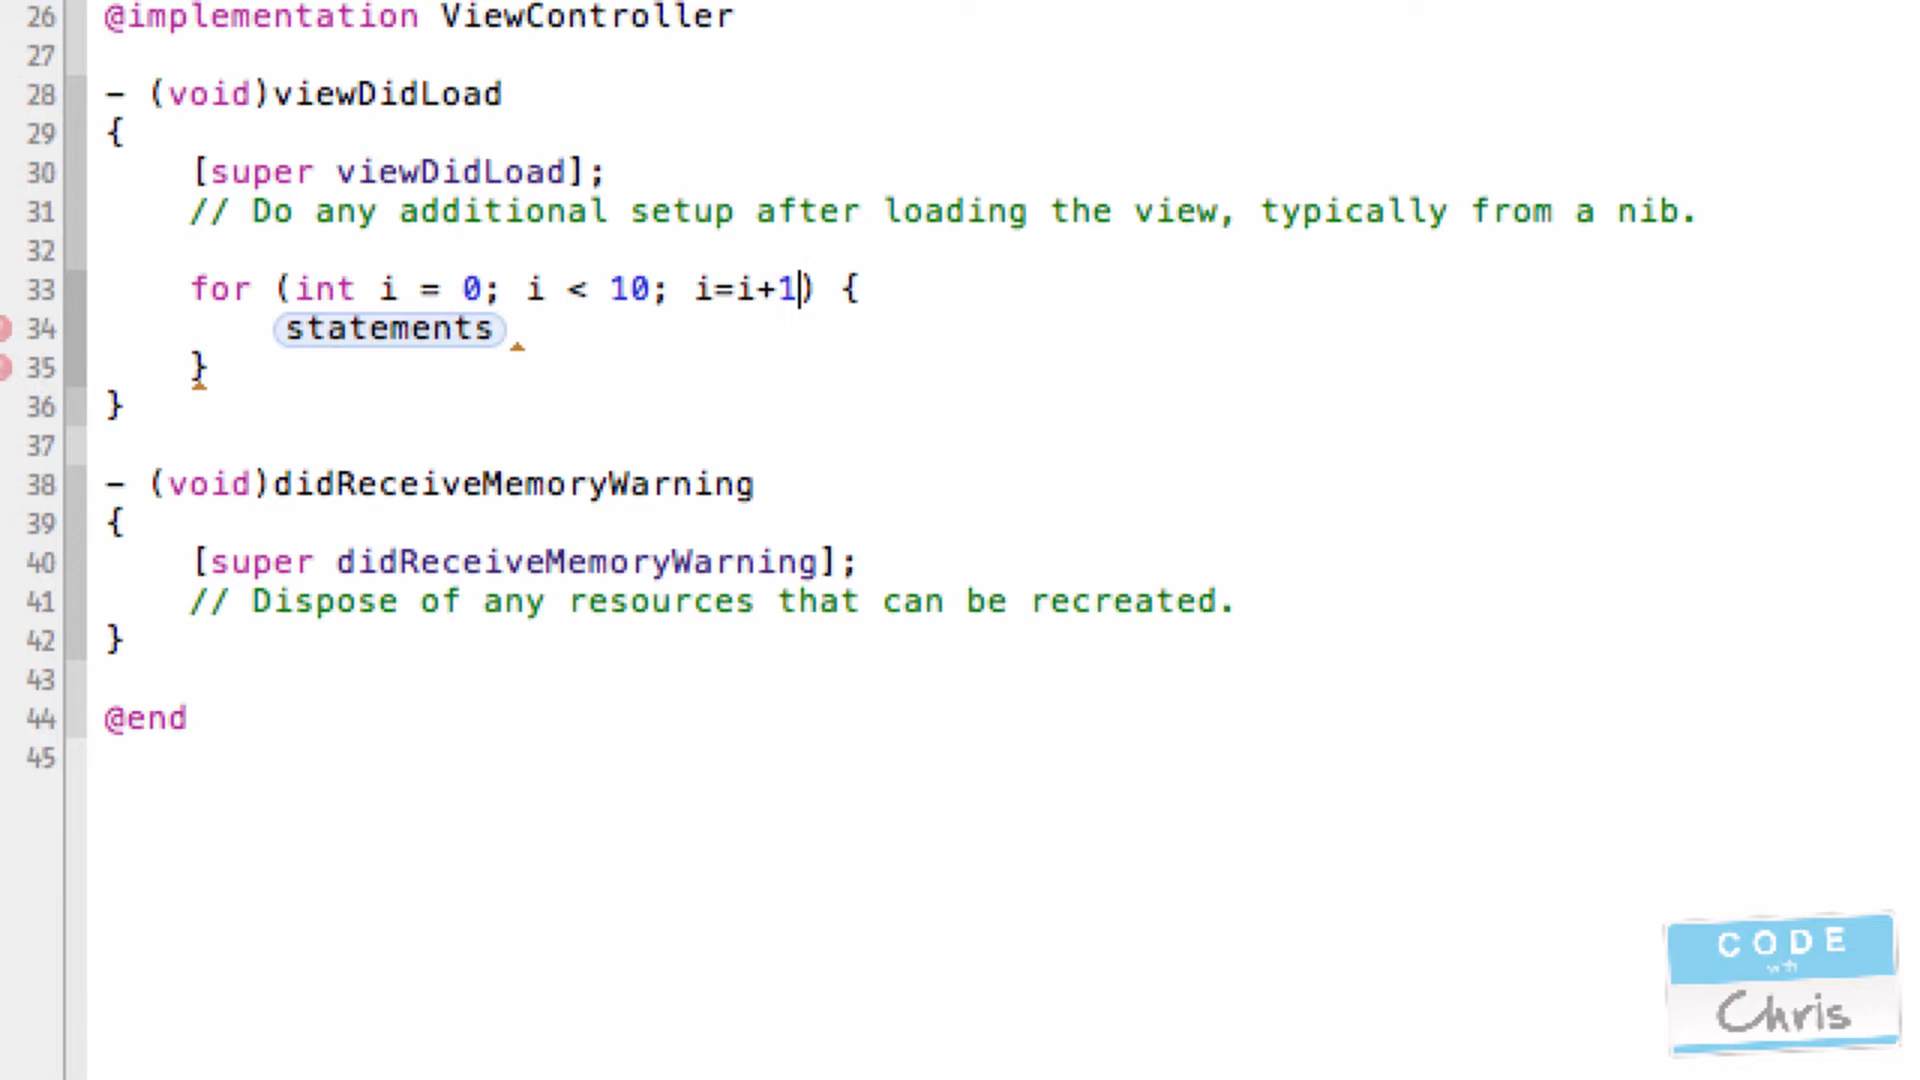 26 @implementation ViewController
27
28 - (void)viewDidLoad
29 {
30     [super viewDidLoad];
31     // Do any additional setup after loading the view, typically from a nib.
32
33     for (int i = 0; i < 10; i=i+1) {
34         statements
35     }
36 }
37
38 - (void)didReceiveMemoryWarning
39 {
40     [super didReceiveMemoryWarning];
41     // Dispose of any resources that can be recreated.
42 }
43
44 @end
45
CODE
with
Chris